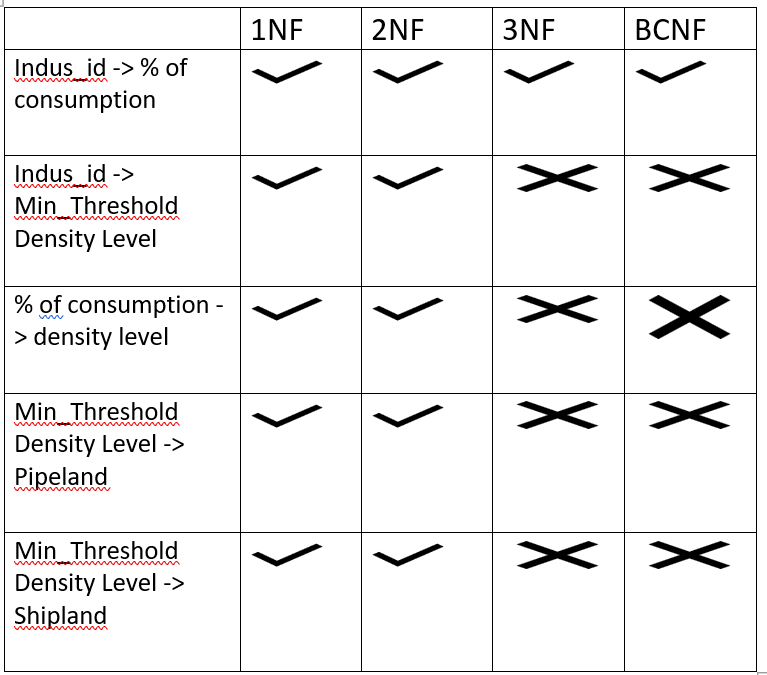 1NF 2NF 3NF BCNF
Indus_id -> % of
consumption
Indus_id ->
Min_Threshold
Density Level
% of consumption -
> density level
Min_Threshold
Density Level ->
Pipeland
Min_Threshold
Density Level ->
Shipland